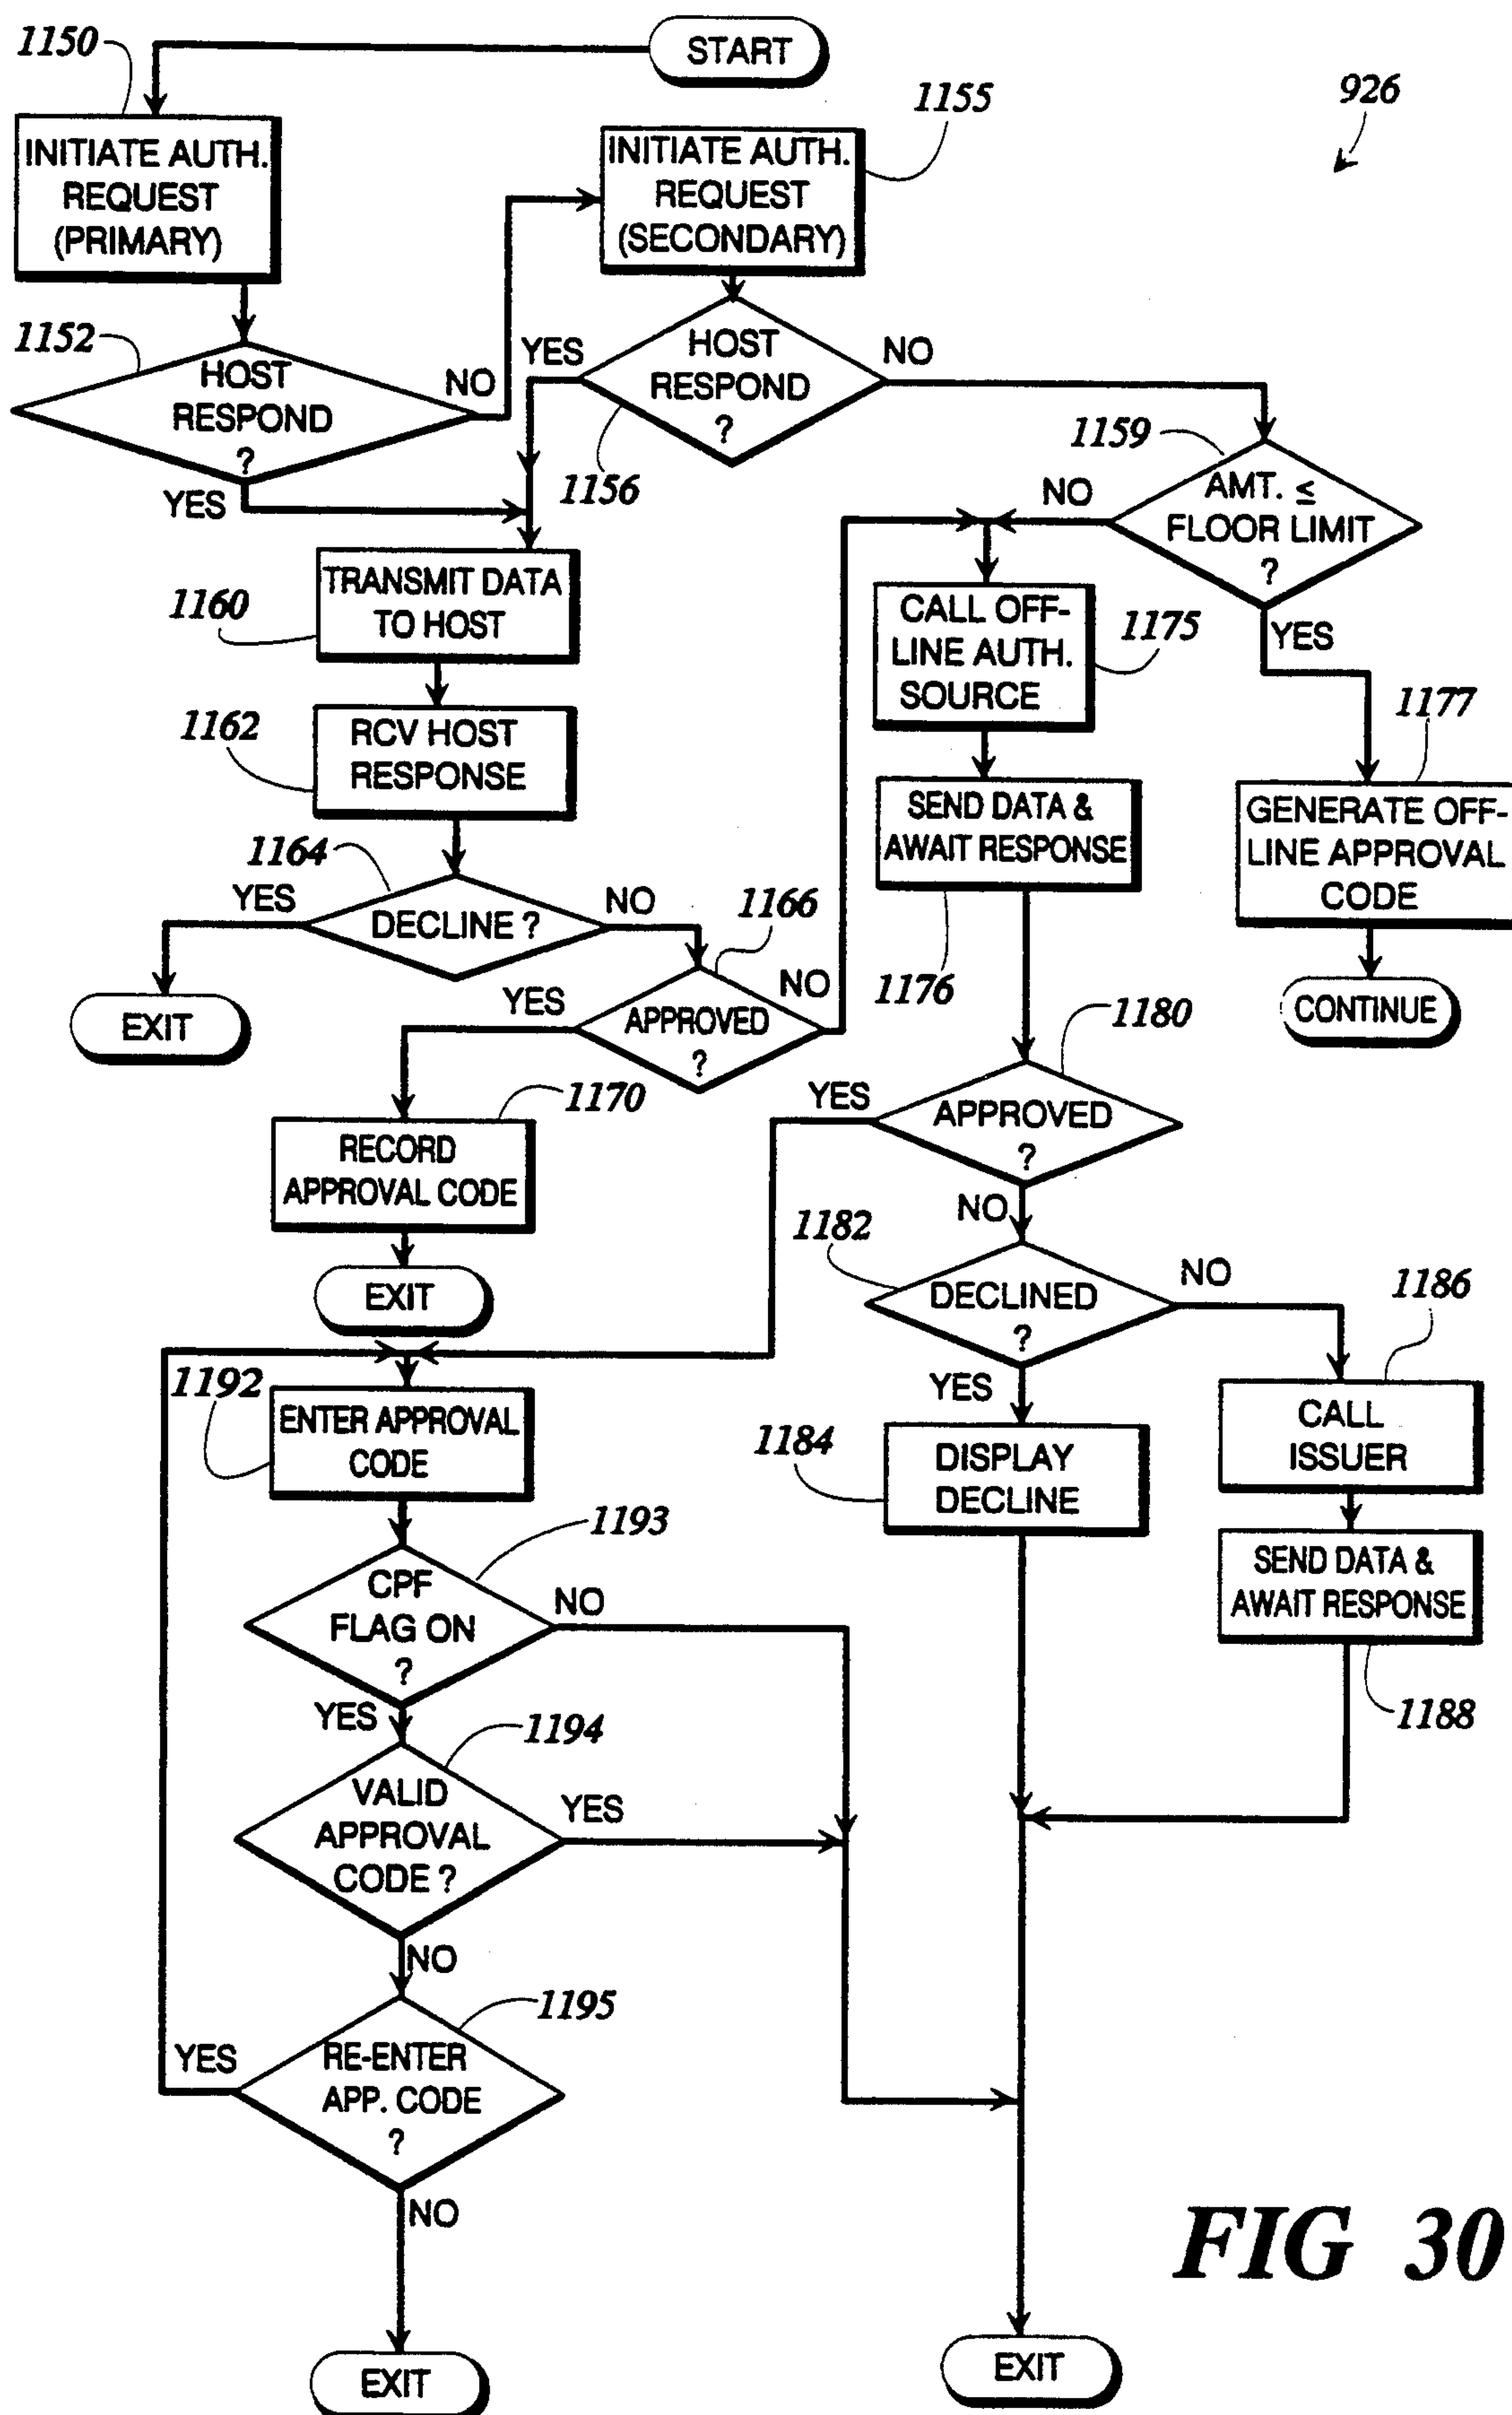 START
1150
926
1155
INITIATE AUTH.
REQUEST
(PRIMARY)
INITIATE AUTH.
REQUEST
(SECONDARY)
1152
HOST
RESPOND
?
NO
YES
YES
HOST
RESPOND
?
NO
1156
1159
AMT. ≤
FLOOR LIMIT
?
NO
YES
TRANSMIT DATA
TO HOST
1160
CALL OFF-
LINE AUTH.
SOURCE
1175
RCV HOST
RESPONSE
1162
SEND DATA &
AWAIT RESPONSE
1176
1177
GENERATE OFF-
LINE APPROVAL
CODE
CONTINUE
1164
DECLINE ?
YES
NO
EXIT
1166
APPROVED
?
YES
NO
1170
RECORD
APPROVAL CODE
EXIT
1180
APPROVED
?
YES
NO
1182
DECLINED
?
NO
YES
1186
CALL
ISSUER
1184
DISPLAY
DECLINE
SEND DATA &
AWAIT RESPONSE
1188
1192
ENTER APPROVAL
CODE
1193
CPF
FLAG ON
?
NO
YES
1194
VALID
APPROVAL
CODE ?
YES
NO
1195
RE-ENTER
APP. CODE
?
YES
NO
EXIT
EXIT
FIG 30